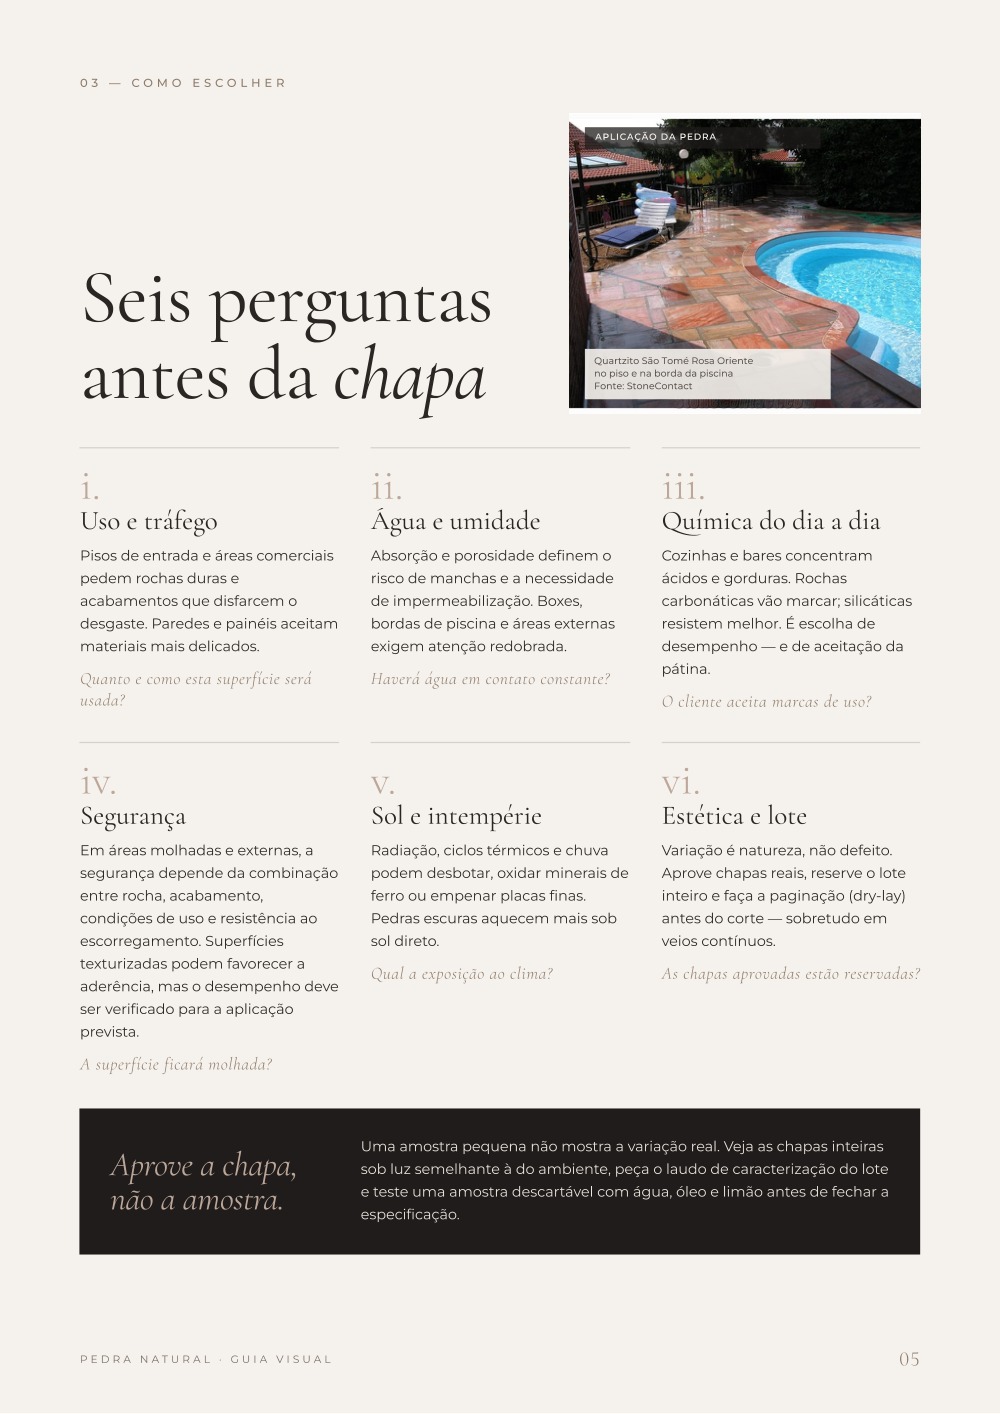 03 — COMO ESCOLHER
APLICAÇÃO DA PEDRA
Quartzito São Tomé Rosa Oriente
no piso e na borda da piscina
Fonte: StoneContact
Seis perguntas
antes da chapa
i.
Uso e tráfego
Pisos de entrada e áreas comerciais
pedem rochas duras e
acabamentos que disfarcem o
desgaste. Paredes e painéis aceitam
materiais mais delicados.
Quanto e como esta superfície será
usada?
ii.
Água e umidade
Absorção e porosidade definem o
risco de manchas e a necessidade
de impermeabilização. Boxes,
bordas de piscina e áreas externas
exigem atenção redobrada.
Haverá água em contato constante?
iii.
Química do dia a dia
Cozinhas e bares concentram
ácidos e gorduras. Rochas
carbonáticas vão marcar; silicáticas
resistem melhor. É escolha de
desempenho — e de aceitação da
pátina.
O cliente aceita marcas de uso?
iv.
Segurança
Em áreas molhadas e externas, a
segurança depende da combinação
entre rocha, acabamento,
condições de uso e resistência ao
escorregamento. Superfícies
texturizadas podem favorecer a
aderência, mas o desempenho deve
ser verificado para a aplicação
prevista.
A superfície ficará molhada?
v.
Sol e intempérie
Radiação, ciclos térmicos e chuva
podem desbotar, oxidar minerais de
ferro ou empenar placas finas.
Pedras escuras aquecem mais sob
sol direto.
Qual a exposição ao clima?
vi.
Estética e lote
Variação é natureza, não defeito.
Aprove chapas reais, reserve o lote
inteiro e faça a paginação (dry-lay)
antes do corte — sobretudo em
veios contínuos.
As chapas aprovadas estão reservadas?
Aprove a chapa,
não a amostra.
Uma amostra pequena não mostra a variação real. Veja as chapas inteiras
sob luz semelhante à do ambiente, peça o laudo de caracterização do lote
e teste uma amostra descartável com água, óleo e limão antes de fechar a
especificação.
PEDRA NATURAL · GUIA VISUAL
05